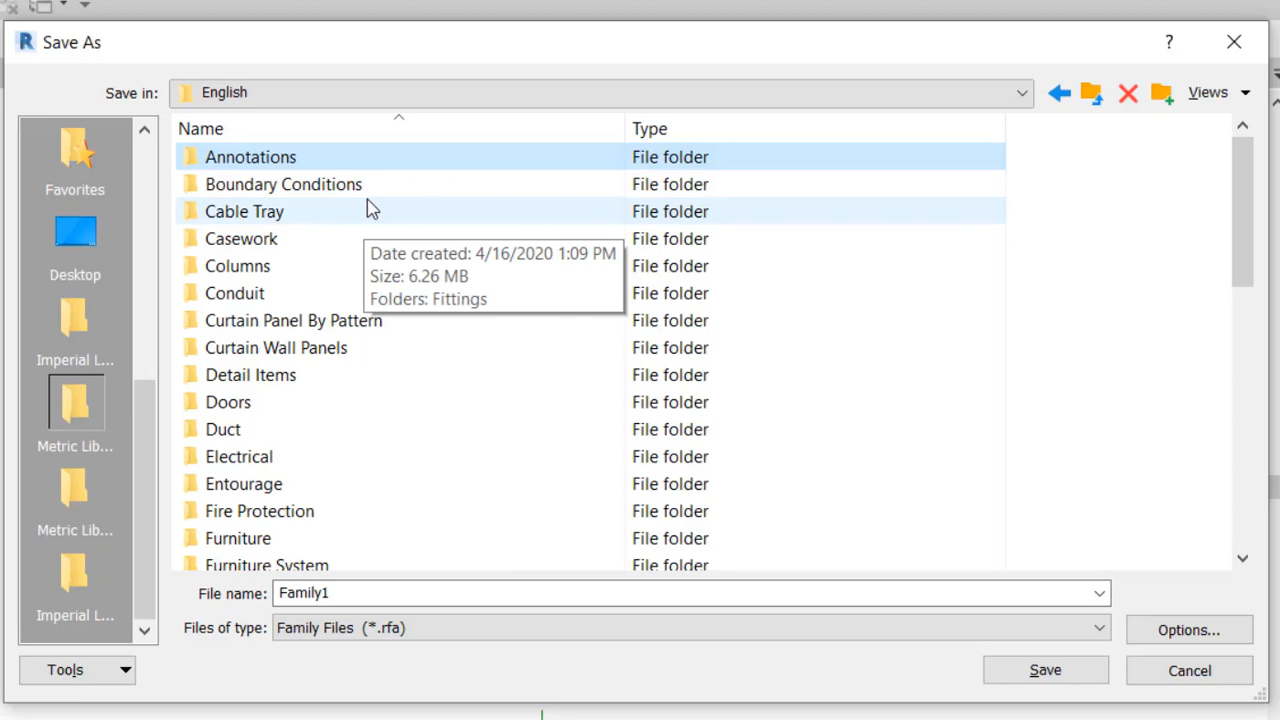 R Save As
?
Save in: English
Views
Name Type
Annotations File folder
Boundary Conditions File folder
Cable Tray File folder
Casework File folder
Columns File folder
Conduit File folder
Curtain Panel By Pattern File folder
Curtain Wall Panels File folder
Detail Items File folder
Doors File folder
Duct File folder
Electrical File folder
Entourage File folder
Fire Protection File folder
Furniture File folder
Furniture System File folder
Date created: 4/16/2020 1:09 PM
Size: 6.26 MB
Folders: Fittings
Favorites
Desktop
Imperial L...
Metric Lib...
Metric Lib...
Imperial L...
File name: Family1
Files of type: Family Files (*.rfa)
Options...
Tools
Save
Cancel